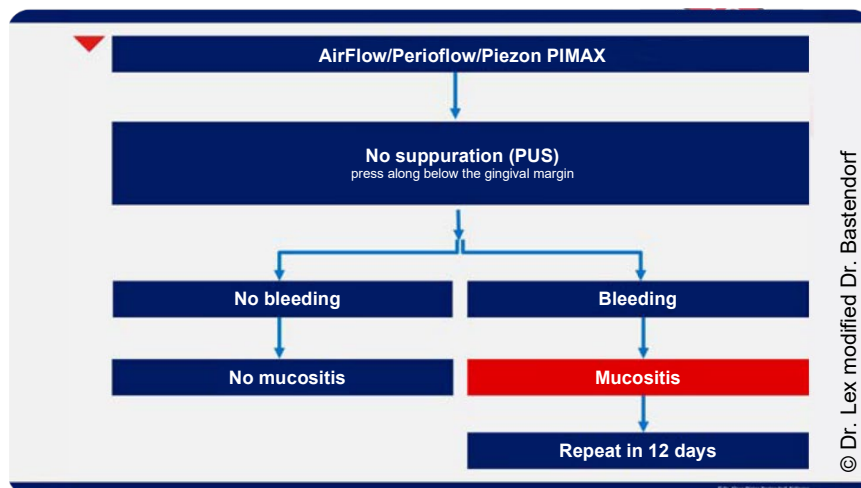 AirFlow/Perioflow/Piezon PIMAX
No suppuration (PUS)
press along below the gingival margin
No bleeding
Bleeding
No mucositis
Mucositis
Repeat in 12 days
© Dr. Lex modified Dr. Bastendorf